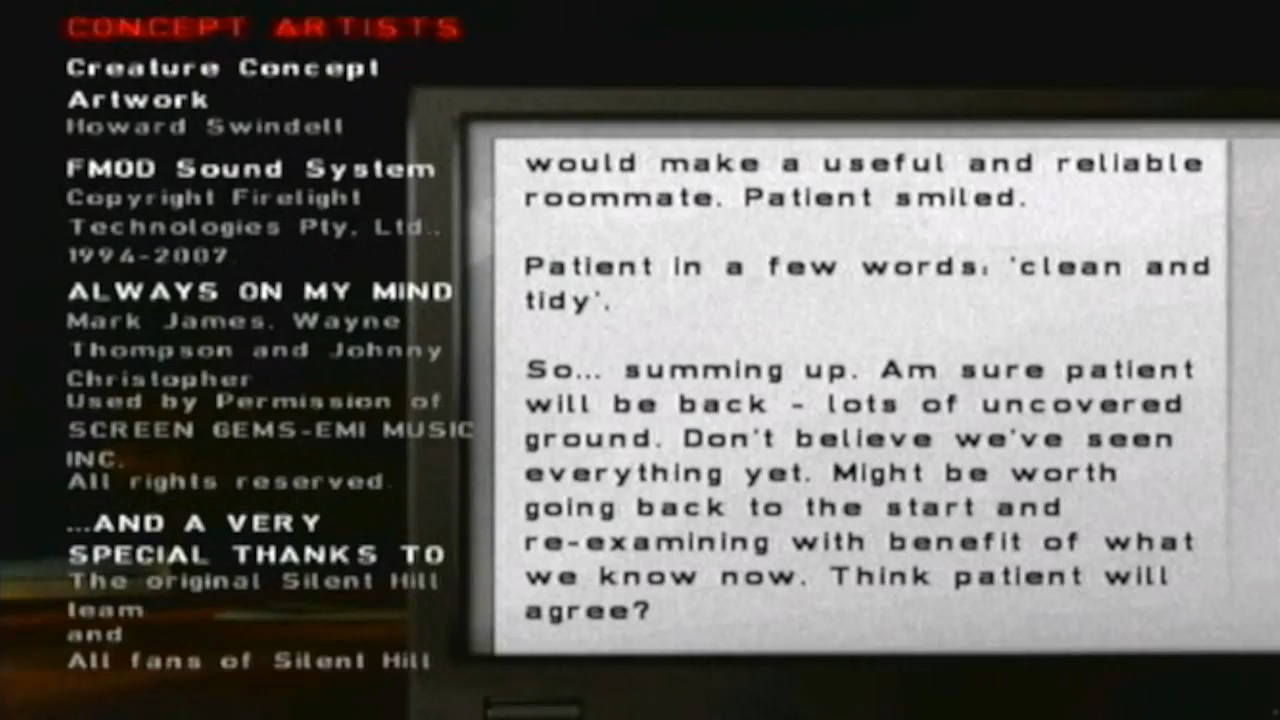 CONCEPT ARTISTS
Creature Concept
Artwork
Howard Swindell
FMOD Sound System
Copyright Firelight
Technologies Pty, Ltd.,
1994-2007
ALWAYS ON MY MIND
Mark James, Wayne
Thompson and Johnny
Christopher
Used by Permission of
SCREEN GEMS-EMI MUSIC
INC.
All rights reserved.
...AND A VERY
SPECIAL THANKS TO
The original Silent Hill
team
and
All fans of Silent Hill
would make a useful and reliable
roommate. Patient smiled.
Patient in a few words: 'clean and
tidy'.
So... summing up. Am sure patient
will be back - lots of uncovered
ground. Don't believe we've seen
everything yet. Might be worth
going back to the start and
re-examining with benefit of what
we know now. Think patient will
agree?